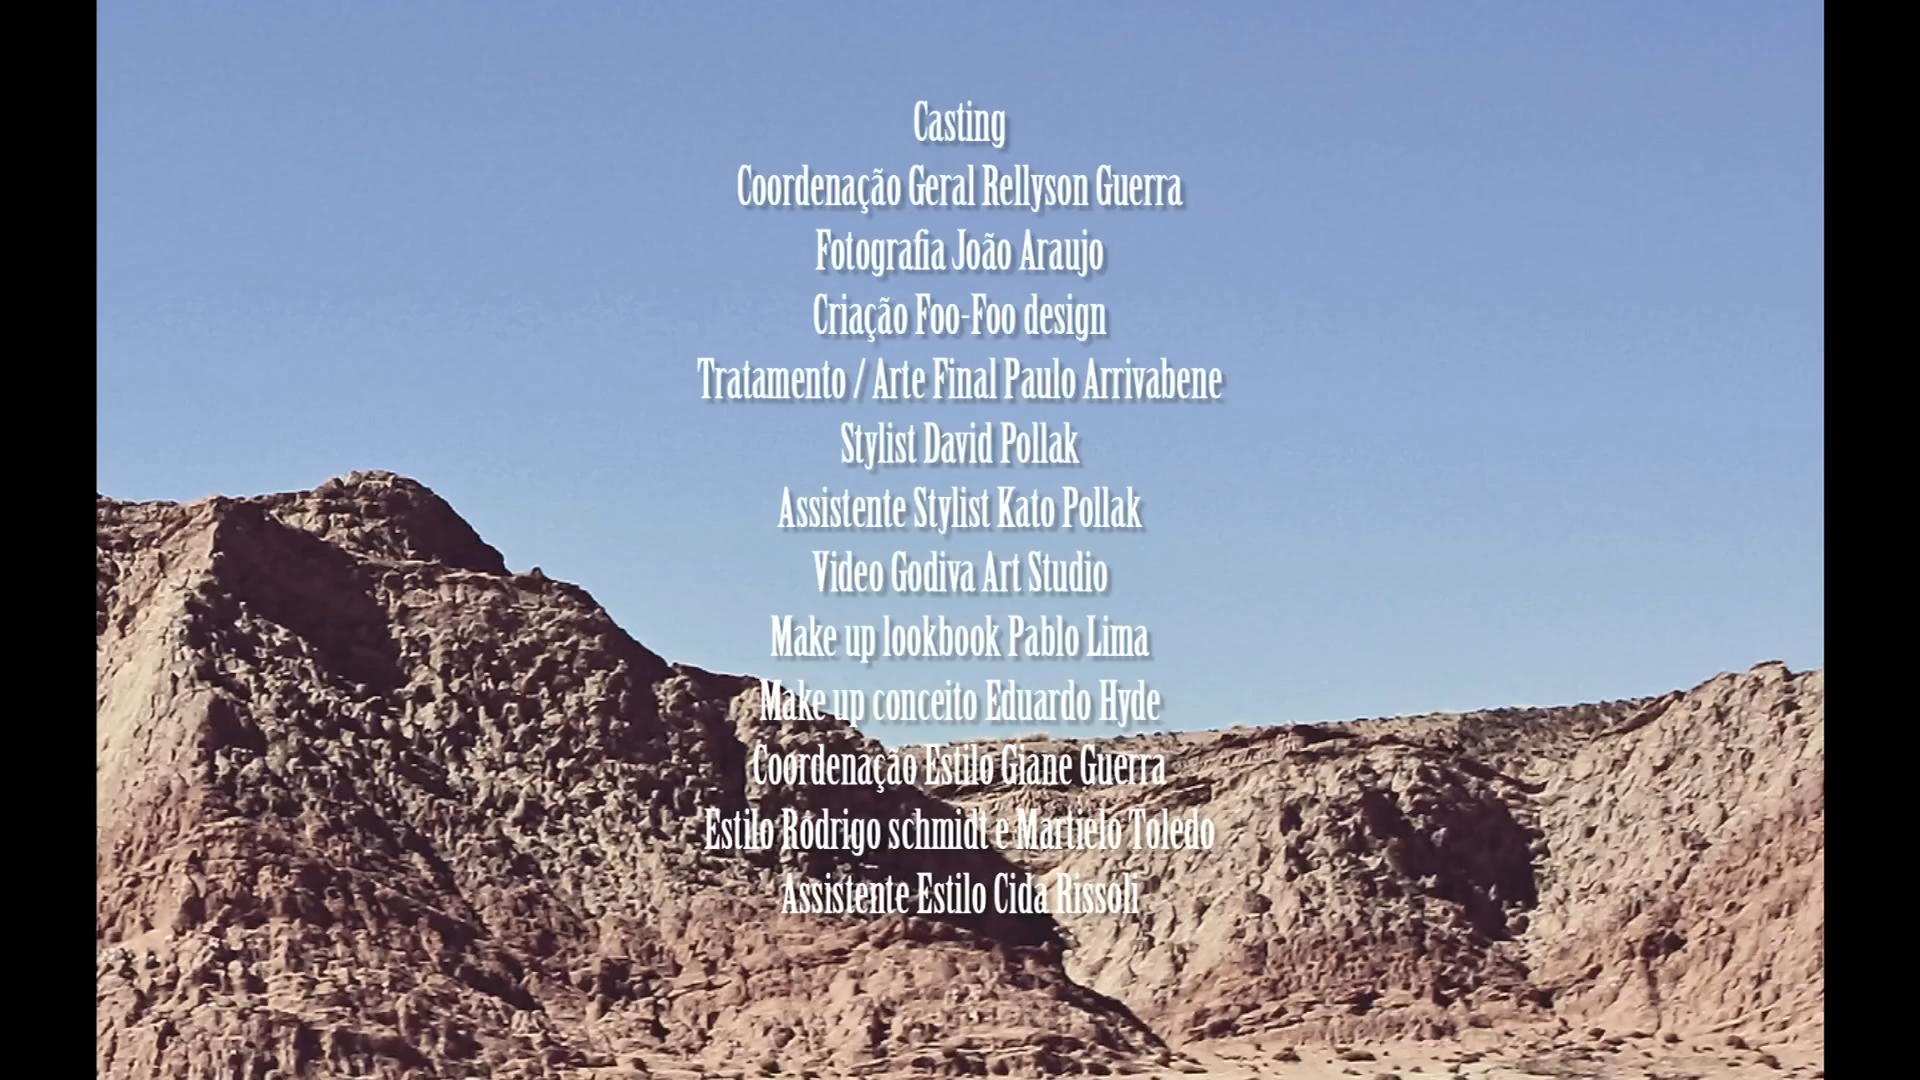 Casting
Coordenação Geral Rellyson Guerra
Fotografia João Araujo
Criação Foo-Foo design
Tratamento / Arte Final Paulo Arrivabene
Stylist David Pollak
Assistente Stylist Kato Pollak
Video Godiva Art Studio
Make up lookbook Pablo Lima
Make up conceito Eduardo Hyde
Coordenação Estilo Giane Guerra
Estilo Rodrigo schmidt e Martielo Toledo
Assistente Estilo Cida Rissoli